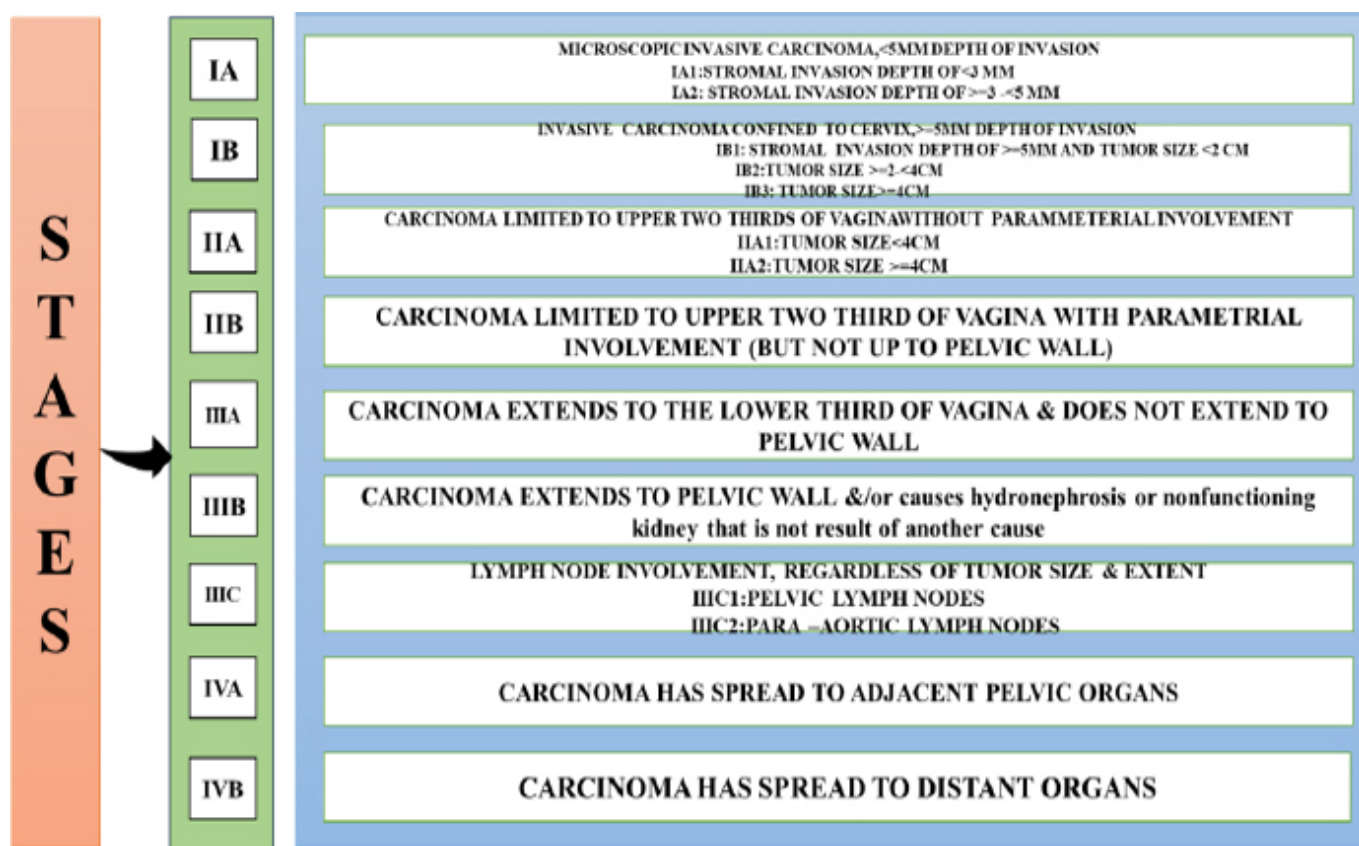 STAGES
IA
MICROSCOPIC INVASIVE CARCINOMA,<5MM DEPTH OF INVASION
IA1:STROMAL INVASION DEPTH OF<3 MM
IA2: STROMAL INVASION DEPTH OF >=3 -<5 MM
IB
INVASIVE CARCINOMA CONFINED TO CERVIX,>=5MM DEPTH OF INVASION
IB1: STROMAL INVASION DEPTH OF >=5MM AND TUMOR SIZE <2 CM
IB2:TUMOR SIZE >=2-<4CM
IB3: TUMOR SIZE>=4CM
IIA
CARCINOMA LIMITED TO UPPER TWO THIRDS OF VAGINAWITHOUT PARAMMETERIAL INVOLVEMENT
IIA1:TUMOR SIZE<4CM
IIA2:TUMOR SIZE >=4CM
IIB
CARCINOMA LIMITED TO UPPER TWO THIRD OF VAGINA WITH PARAMETRIAL
INVOLVEMENT (BUT NOT UP TO PELVIC WALL)
IIIA
CARCINOMA EXTENDS TO THE LOWER THIRD OF VAGINA & DOES NOT EXTEND TO
PELVIC WALL
IIIB
CARCINOMA EXTENDS TO PELVIC WALL &/or causes hydronephrosis or nonfunctioning
kidney that is not result of another cause
IIIC
LYMPH NODE INVOLVEMENT, REGARDLESS OF TUMOR SIZE & EXTENT
IIIC1:PELVIC LYMPH NODES
IIIC2:PARA –AORTIC LYMPH NODES
IVA
CARCINOMA HAS SPREAD TO ADJACENT PELVIC ORGANS
IVB
CARCINOMA HAS SPREAD TO DISTANT ORGANS